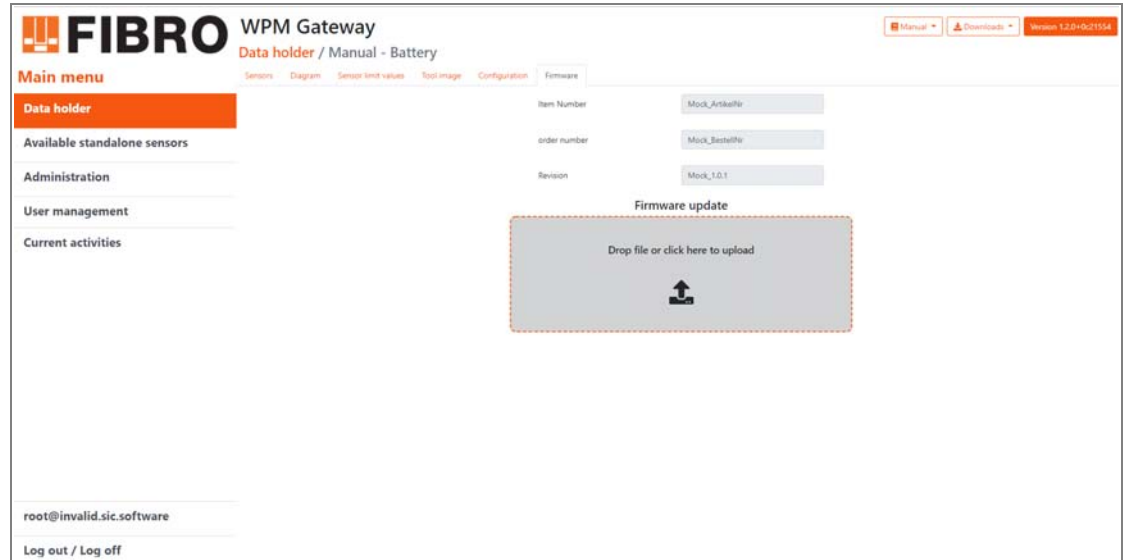 FIBRO
WPM Gateway
Manual
Downloads
Version 1.2.0+0c21554
Data holder / Manual - Battery
Main menu
Sensors Diagram Sensor limit values Tool image Configuration Firmware
Data holder
Item Number Mock_ArtikelNr
Available standalone sensors
order number Mock_BestellNr
Administration
Revision Mock_1.0.1
User management
Firmware update
Current activities
Drop file or click here to upload
root@invalid.sic.software
Log out / Log off